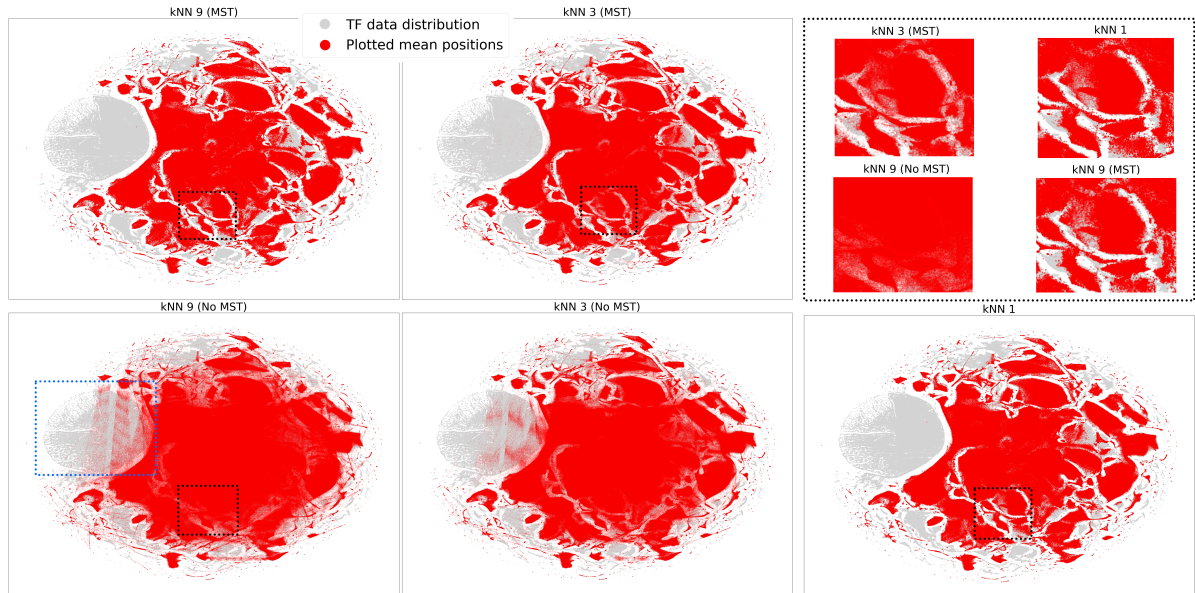 kNN 9 (MST)
kNN 3 (MST)
TF data distribution
Plotted mean positions
kNN 3 (MST)
kNN 1
kNN 9 (No MST)
kNN 9 (MST)
kNN 9 (No MST)
kNN 3 (No MST)
kNN 1